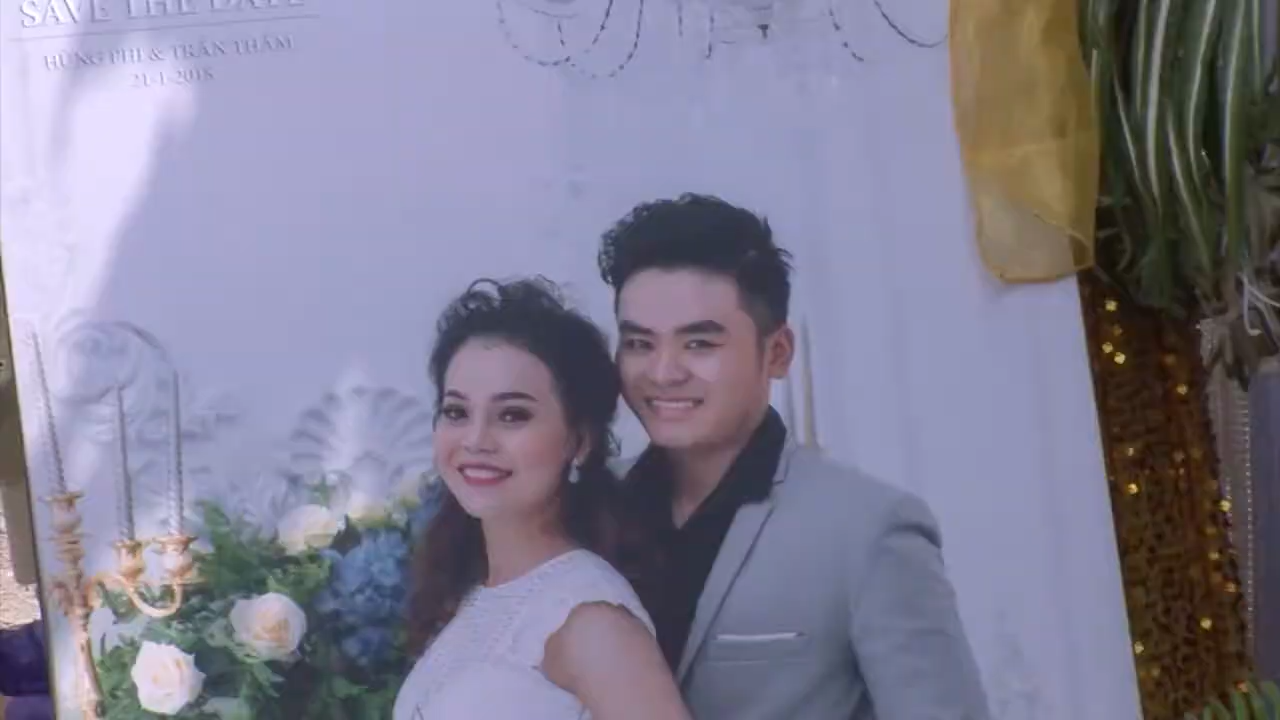 SAVE THE DATE
HÙNG PHI & TRẦN THẮM
21-1-2018